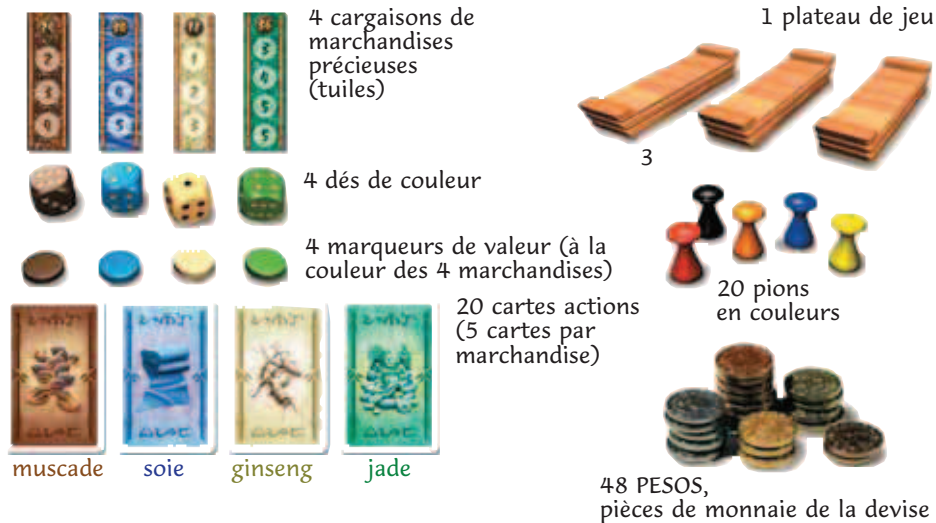 4 cargaisons de
marchandises
précieuses
(tuiles)
4 dés de couleur
4 marqueurs de valeur (à la
couleur des 4 marchandises)
20 cartes actions
(5 cartes par
marchandise)
muscade soie ginseng jade
1 plateau de jeu
3
20 pions
en couleurs
48 PESOS,
pièces de monnaie de la devise